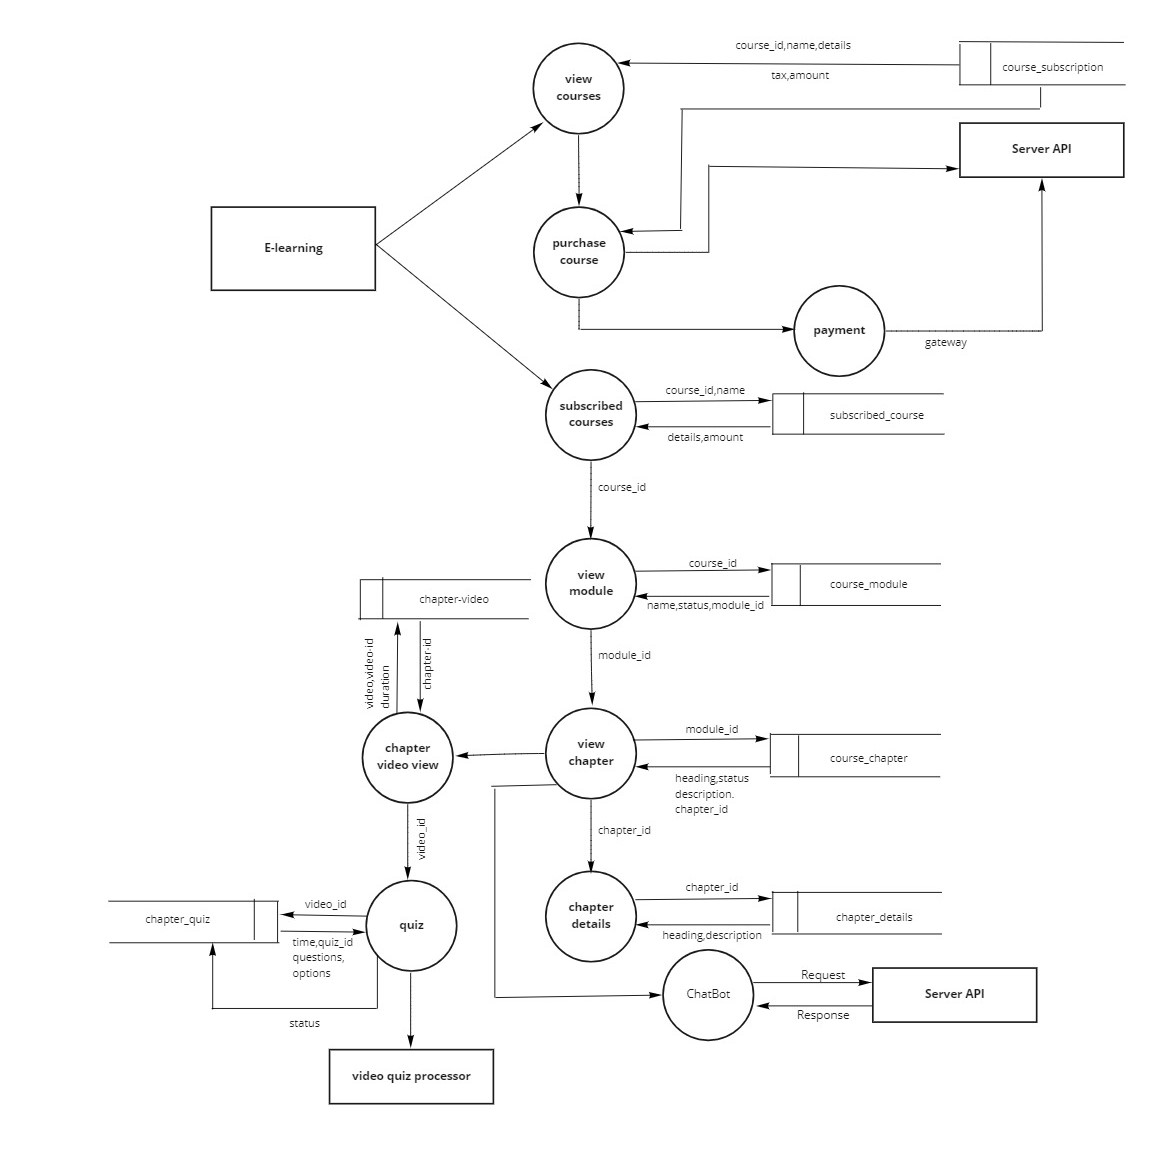 course_id,name,details
tax,amount
view
courses
course_subscription
Server API
E-learning
purchase
course
payment
gateway
subscribed
courses
course_id,name
details,amount
subscribed_course
course_id
view
module
course_id
name,status,module_id
course_module
chapter-video
video,video-id
duration
chapter-id
module_id
chapter
video view
view
chapter
module_id
heading,status
description.
chapter_id
course_chapter
video_id
chapter_id
chapter
details
chapter_id
heading,description
chapter_details
chapter_quiz
video_id
time,quiz_id
questions,
options
quiz
status
ChatBot
Request
Response
Server API
video quiz processor